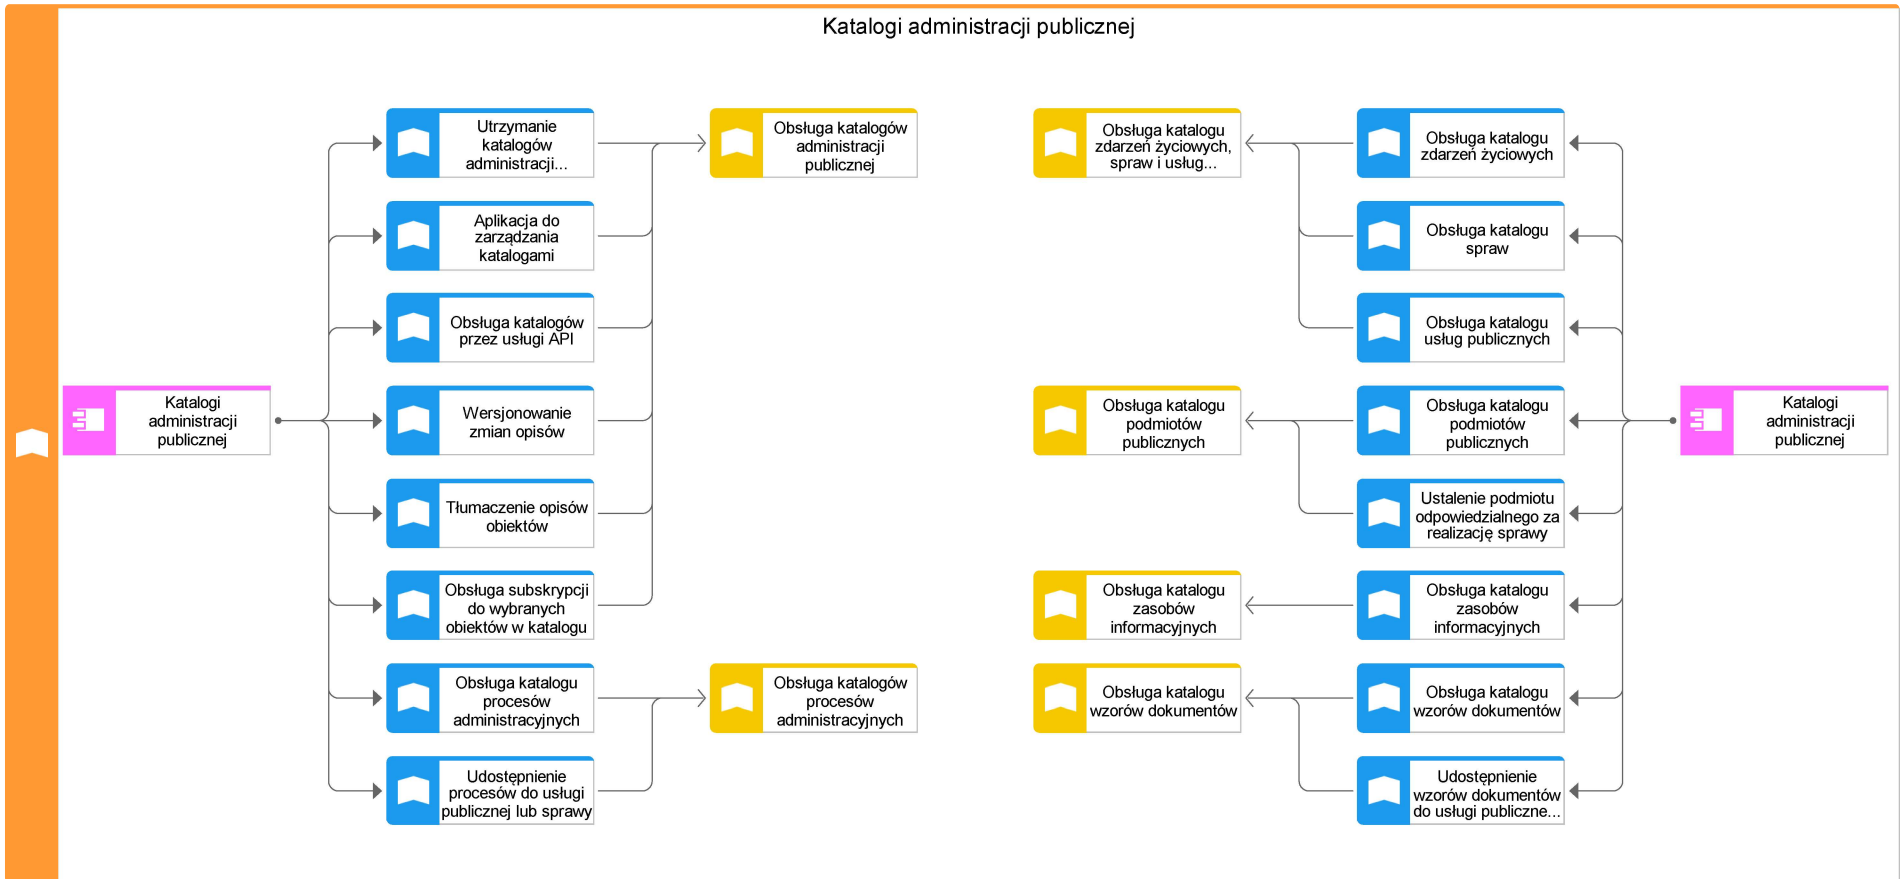 Katalogi administracji publicznej
Utrzymanie
katalogów
administracji...
Obsługa katalogów
administracji
publicznej
Obsługa katalogu
zdarzeń życiowych,
spraw i usług...
Obsługa katalogu
zdarzeń życiowych
Aplikacja do
zarządzania
katalogami
Obsługa katalogu
spraw
Obsługa katalogów
przez usługi API
Obsługa katalogu
usług publicznych
Katalogi
administracji
publicznej
Wersjonowanie
zmian opisów
Obsługa katalogu
podmiotów
publicznych
Obsługa katalogu
podmiotów
publicznych
Katalogi
administracji
publicznej
Tłumaczenie opisów
obiektów
Ustalenie podmiotu
odpowiedzialnego za
realizację sprawy
Obsługa subskrypcji
do wybranych
obiektów w katalogu
Obsługa katalogu
zasobów
informacyjnych
Obsługa katalogu
zasobów
informacyjnych
Obsługa katalogu
procesów
administracyjnych
Obsługa katalogów
procesów
administracyjnych
Obsługa katalogu
wzorów dokumentów
Obsługa katalogu
wzorów dokumentów
Udostępnienie
procesów do usługi
publicznej lub sprawy
Udostępnienie
wzorów dokumentów
do usługi publiczne...